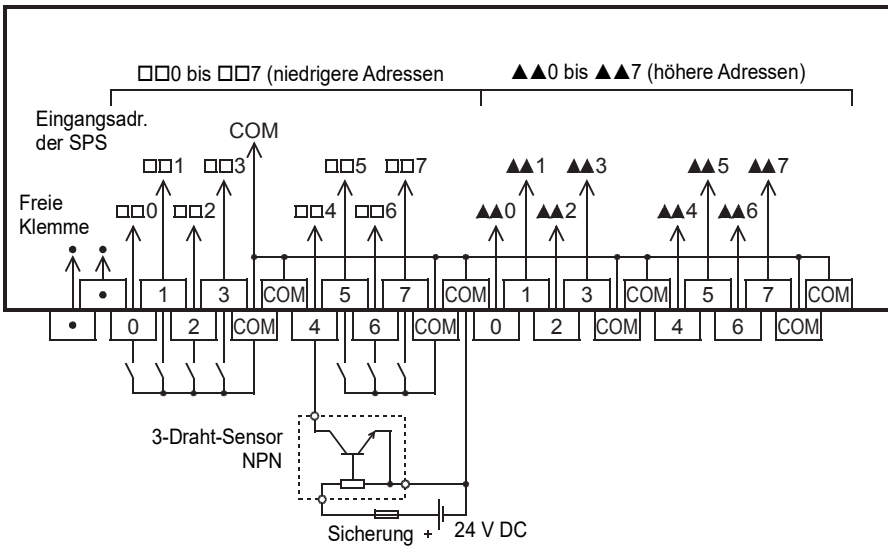 □□0 bis □□7 (niedrigere Adressen
▲▲0 bis ▲▲7 (höhere Adressen)
Eingangsadr.
der SPS
COM
□□1 □□3 □□5 □□7 ▲▲1 ▲▲3 ▲▲5 ▲▲7
Freie
Klemme
□□0 □□2 □□4 □□6 ▲▲0 ▲▲2 ▲▲4 ▲▲6
• •
• 1 3 COM 5 7 COM 1 3 COM 5 7 COM
• 0 2 COM 4 6 COM 0 2 COM 4 6 COM
3-Draht-Sensor
NPN
Sicherung + 24 V DC